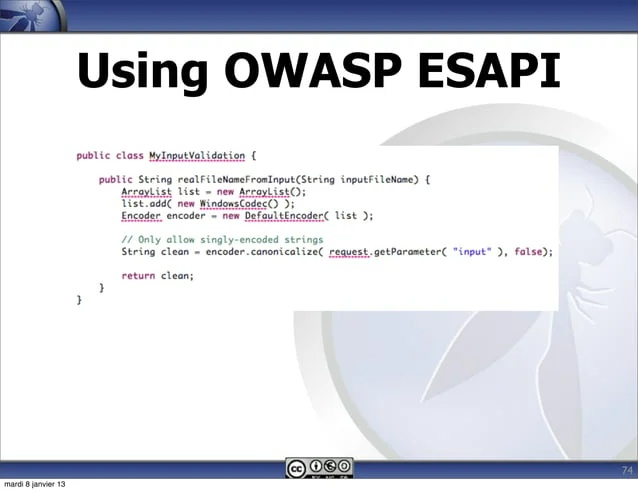 Using OWASP ESAPI
public class MyInputValidation {
public String realFileNameFromInput(String inputFileName) {
ArrayList list = new ArrayList();
list.add( new WindowsCodec() );
Encoder encoder = new DefaultEncoder( list );
// Only allow singly-encoded strings
String clean = encoder.canonicalize( request.getParameter( "input" ), false);
return clean;
}
}
74
mardi 8 janvier 13